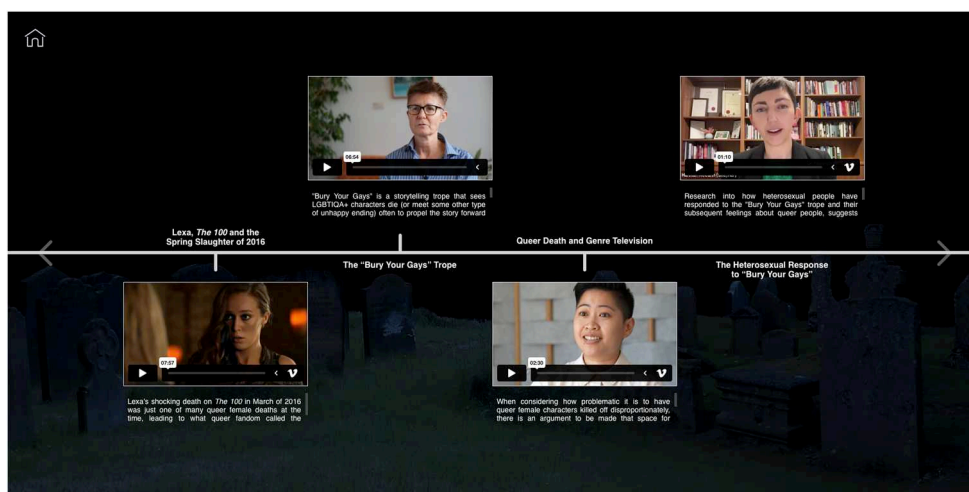 06:54
01:10
"Bury Your Gays" is a storytelling trope that sees
LGBTIQA+ characters die (or meet some other type
of unhappy ending) often to propel the story forward
Research into how heterosexual people have
responded to the "Bury Your Gays" trope and their
subsequent feelings about queer people, suggests
Lexa, The 100 and the
Spring Slaughter of 2016
Queer Death and Genre Television
The "Bury Your Gays" Trope
The Heterosexual Response
to "Bury Your Gays"
07:57
02:30
Lexa's shocking death on The 100 in March of 2016
was just one of many queer female deaths at the
time, leading to what queer fandom called the
When considering how problematic it is to have
queer female characters killed off disproportionately,
there is an argument to be made that space for